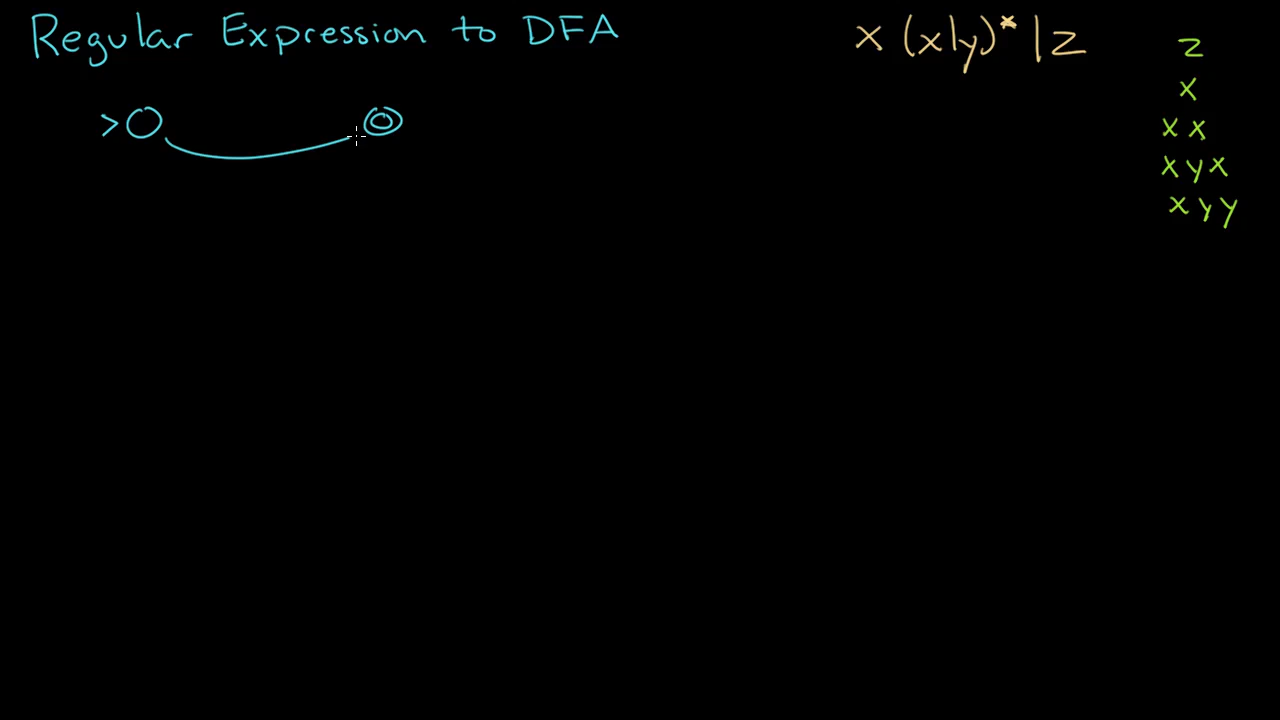 Regular Expression to DFA
x (x|y)* | z
z
x
x x
x y x
x y y
>